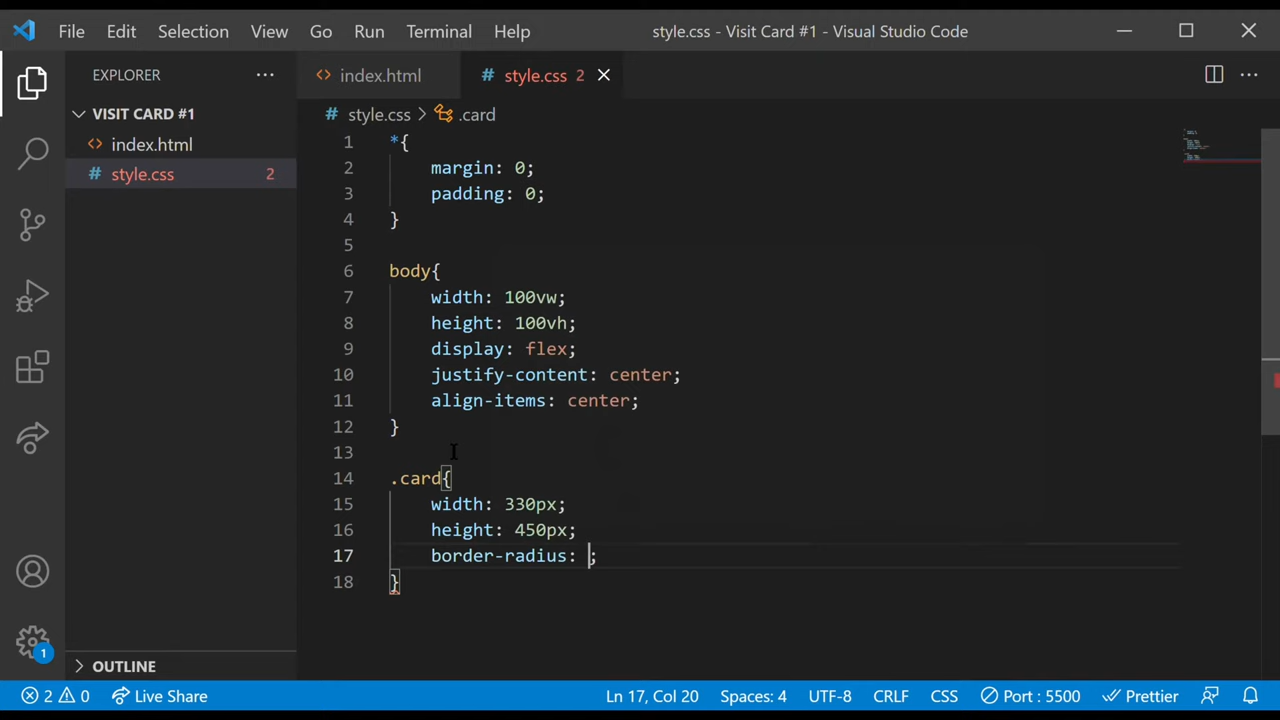 File Edit Selection View Go Run Terminal Help style.css - Visit Card #1 - Visual Studio Code
EXPLORER
index.html
style.css 2
VISIT CARD #1
style.css > .card
index.html
style.css 2
1 *{
2 margin: 0;
3 padding: 0;
4 }
5
6 body{
7 width: 100vw;
8 height: 100vh;
9 display: flex;
10 justify-content: center;
11 align-items: center;
12 }
13
14 .card{
15 width: 330px;
16 height: 450px;
17 border-radius: ;
18 }
1
OUTLINE
2 0 Live Share Ln 17, Col 20 Spaces: 4 UTF-8 CRLF CSS Port : 5500 Prettier